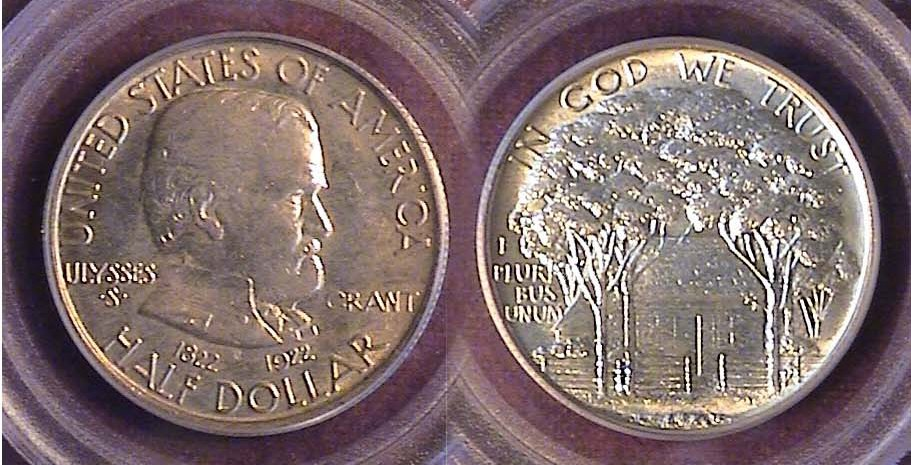 UNITED STATES OF AMERICA
ULYSSES
·S·
GRANT
1822 1922
HALF DOLLAR
IN GOD WE TRUST
PLURI
BUS
UNUM